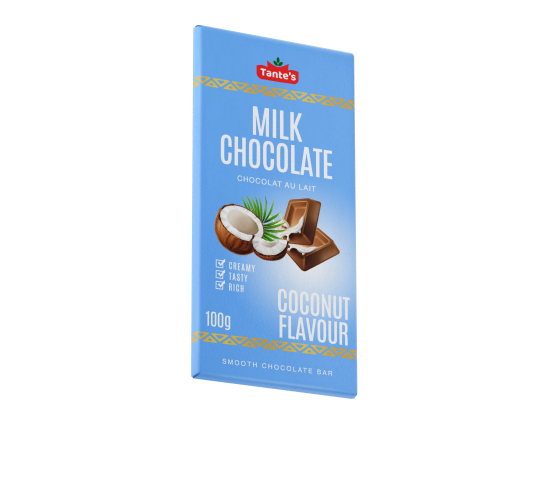 Tante's
MILK
CHOCOLATE
CHOCOLAT AU LAIT
CREAMY
TASTY
RICH
COCONUT
FLAVOUR
100g
SMOOTH CHOCOLATE BAR